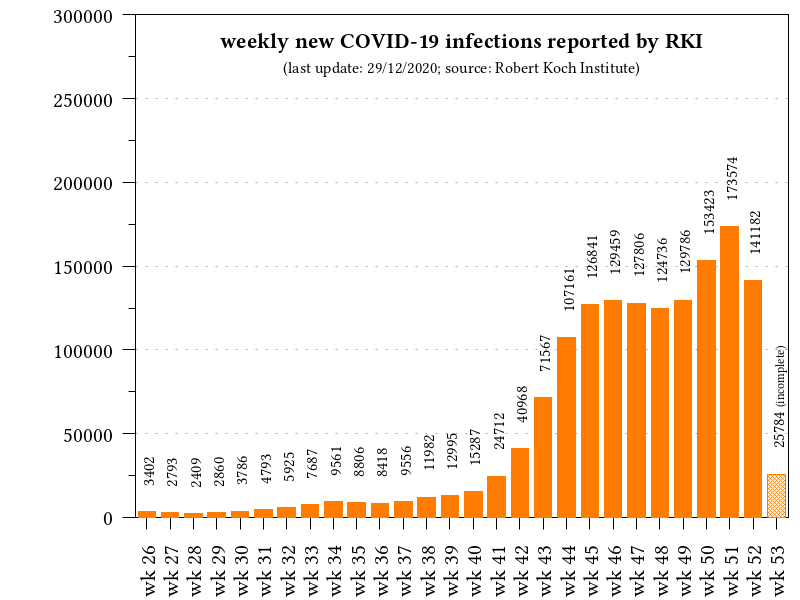 weekly new COVID-19 infections reported by RKI
(last update: 29/12/2020; source: Robert Koch Institute)
300000
250000
200000
150000
100000
50000
0
3402
2793
2409
2860
3786
4793
5925
7687
9561
8806
8418
9556
11982
12995
15287
24712
40968
71567
107161
126841
129459
127806
124736
129786
153423
173574
141182
25784 (incomplete)
wk 26
wk 27
wk 28
wk 29
wk 30
wk 31
wk 32
wk 33
wk 34
wk 35
wk 36
wk 37
wk 38
wk 39
wk 40
wk 41
wk 42
wk 43
wk 44
wk 45
wk 46
wk 47
wk 48
wk 49
wk 50
wk 51
wk 52
wk 53